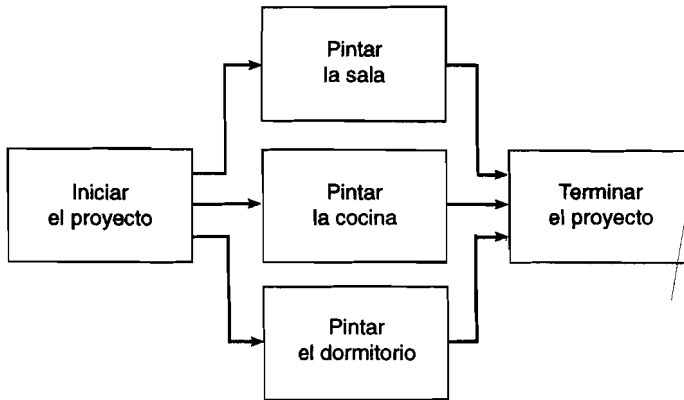 Pintar
la sala
Iniciar
el proyecto
Pintar
la cocina
Terminar
el proyecto
Pintar
el dormitorio